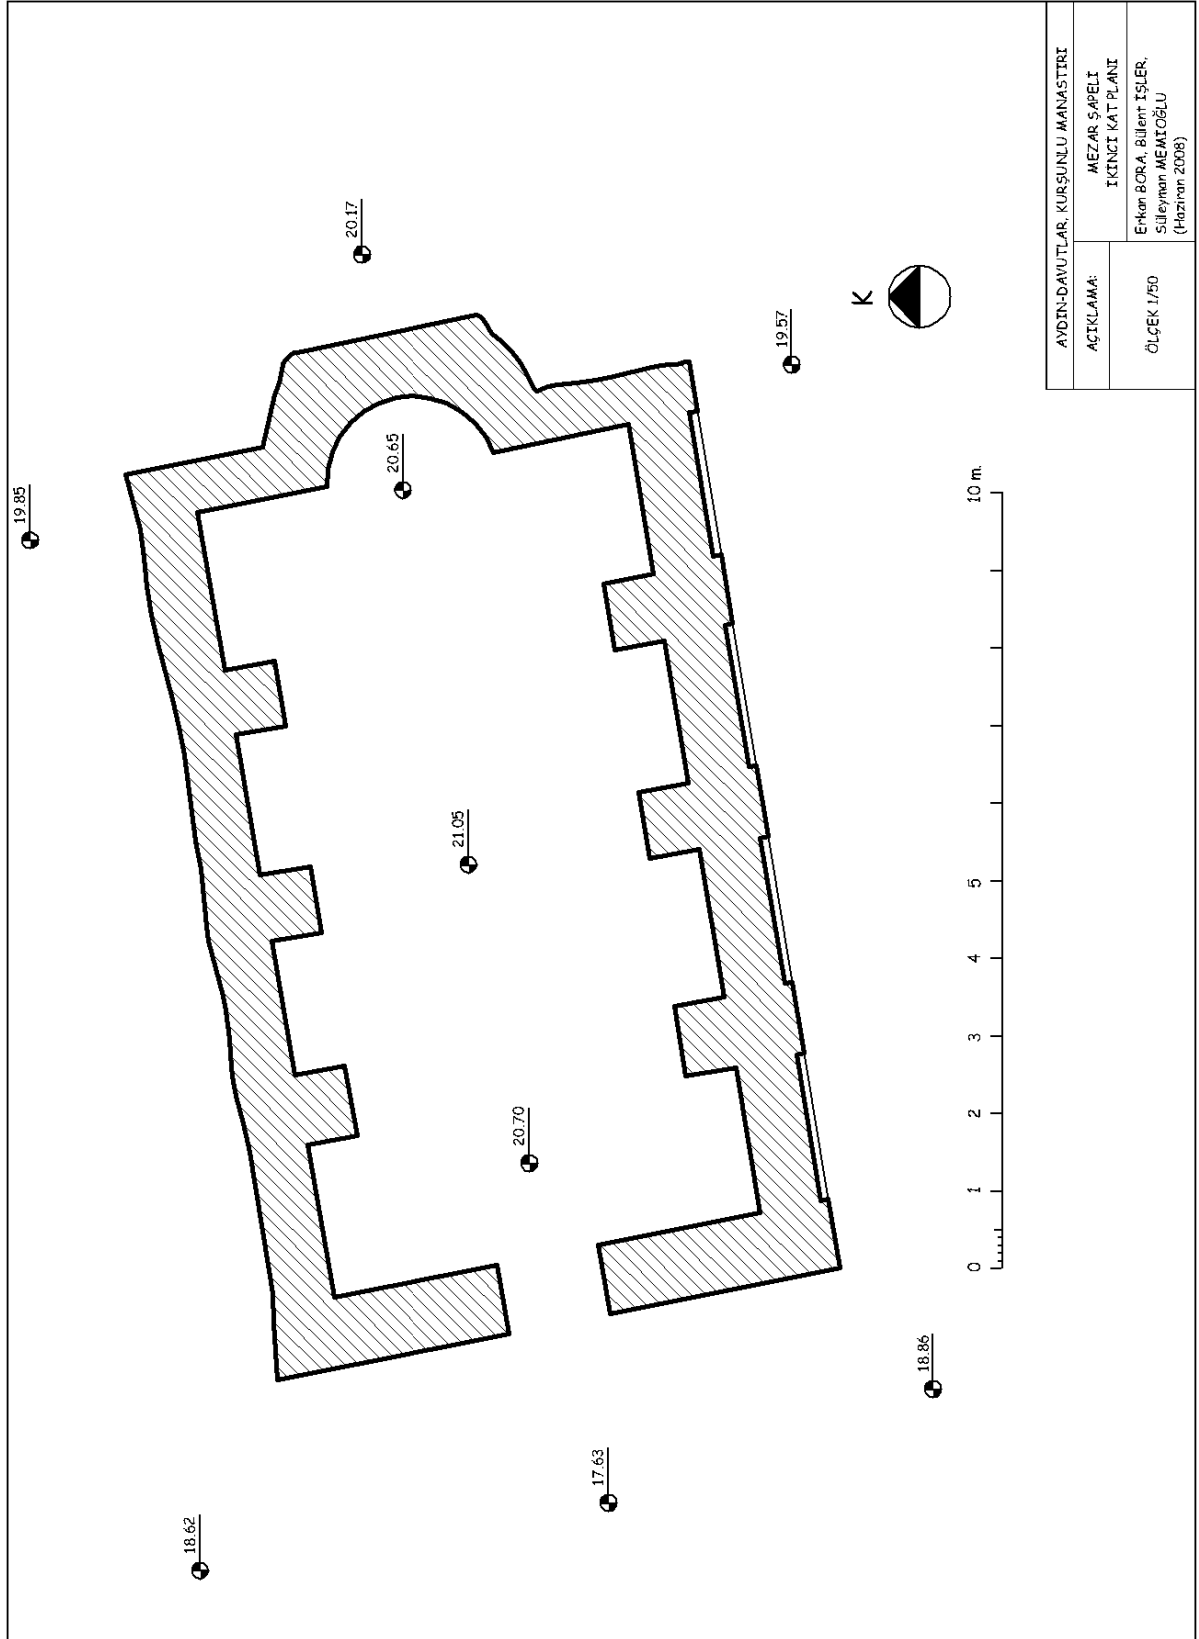 AYDIN-DAVUTLAR, KURŞUNLU MANASTIRI
AÇIKLAMA:
MEZAR ŞAPELİ
İKİNCİ KAT PLANI
ÖLÇEK 1/50
Erkan BORA, Bülent İŞLER,
Süleyman MEMİOĞLU
(Haziran 2008)
19.85
20.17
20.65
19.57
21.05
20.70
18.62
17.63
18.86
K
0 1 2 3 4 5 10 m.